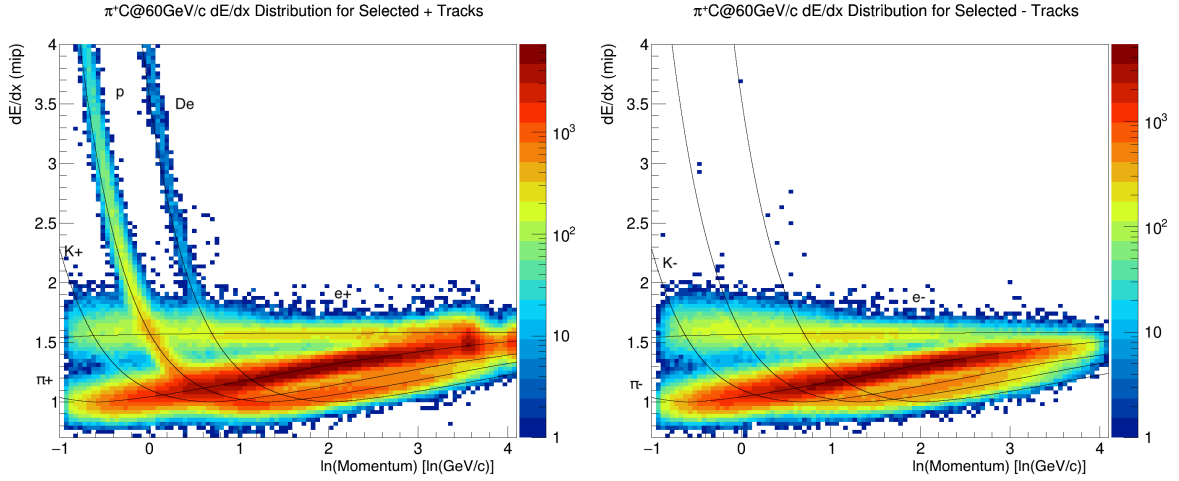 π⁺C@60GeV/c dE/dx Distribution for Selected + Tracks
dE/dx (mip)
4
3.5
3
2.5
2
1.5
1
p
De
K+
e+
π+
−1
0
1
2
3
4
ln(Momentum) [ln(GeV/c)]
10³
10²
10
1
π⁺C@60GeV/c dE/dx Distribution for Selected - Tracks
dE/dx (mip)
4
3.5
3
2.5
2
1.5
1
K-
e-
π-
−1
0
1
2
3
4
ln(Momentum) [ln(GeV/c)]
10³
10²
10
1